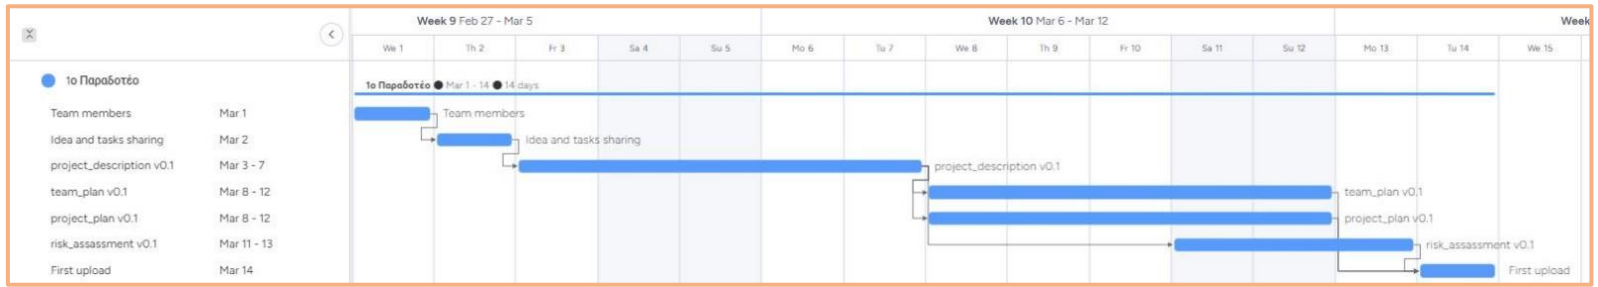 Week 9 Feb 27 - Mar 5 Week 10 Mar 6 - Mar 12 Week
We 1 Th 2 Fr 3 Sa 4 Su 5 Mo 6 Tu 7 We 8 Th 9 Fr 10 Sa 11 Su 12 Mo 13 Tu 14 We 15
1ο Παραδοτέο
1ο Παραδοτέο ● Mar 1 - 14 ● 14 days
Team members Mar 1 Team members
Idea and tasks sharing Mar 2 Idea and tasks sharing
project_description v0.1 Mar 3 - 7 project_description v0.1
team_plan v0.1 Mar 8 - 12 team_plan v0.1
project_plan v0.1 Mar 8 - 12 project_plan v0.1
risk_assassment v0.1 Mar 11 - 13 risk_assassment v0.1
First upload Mar 14 First upload